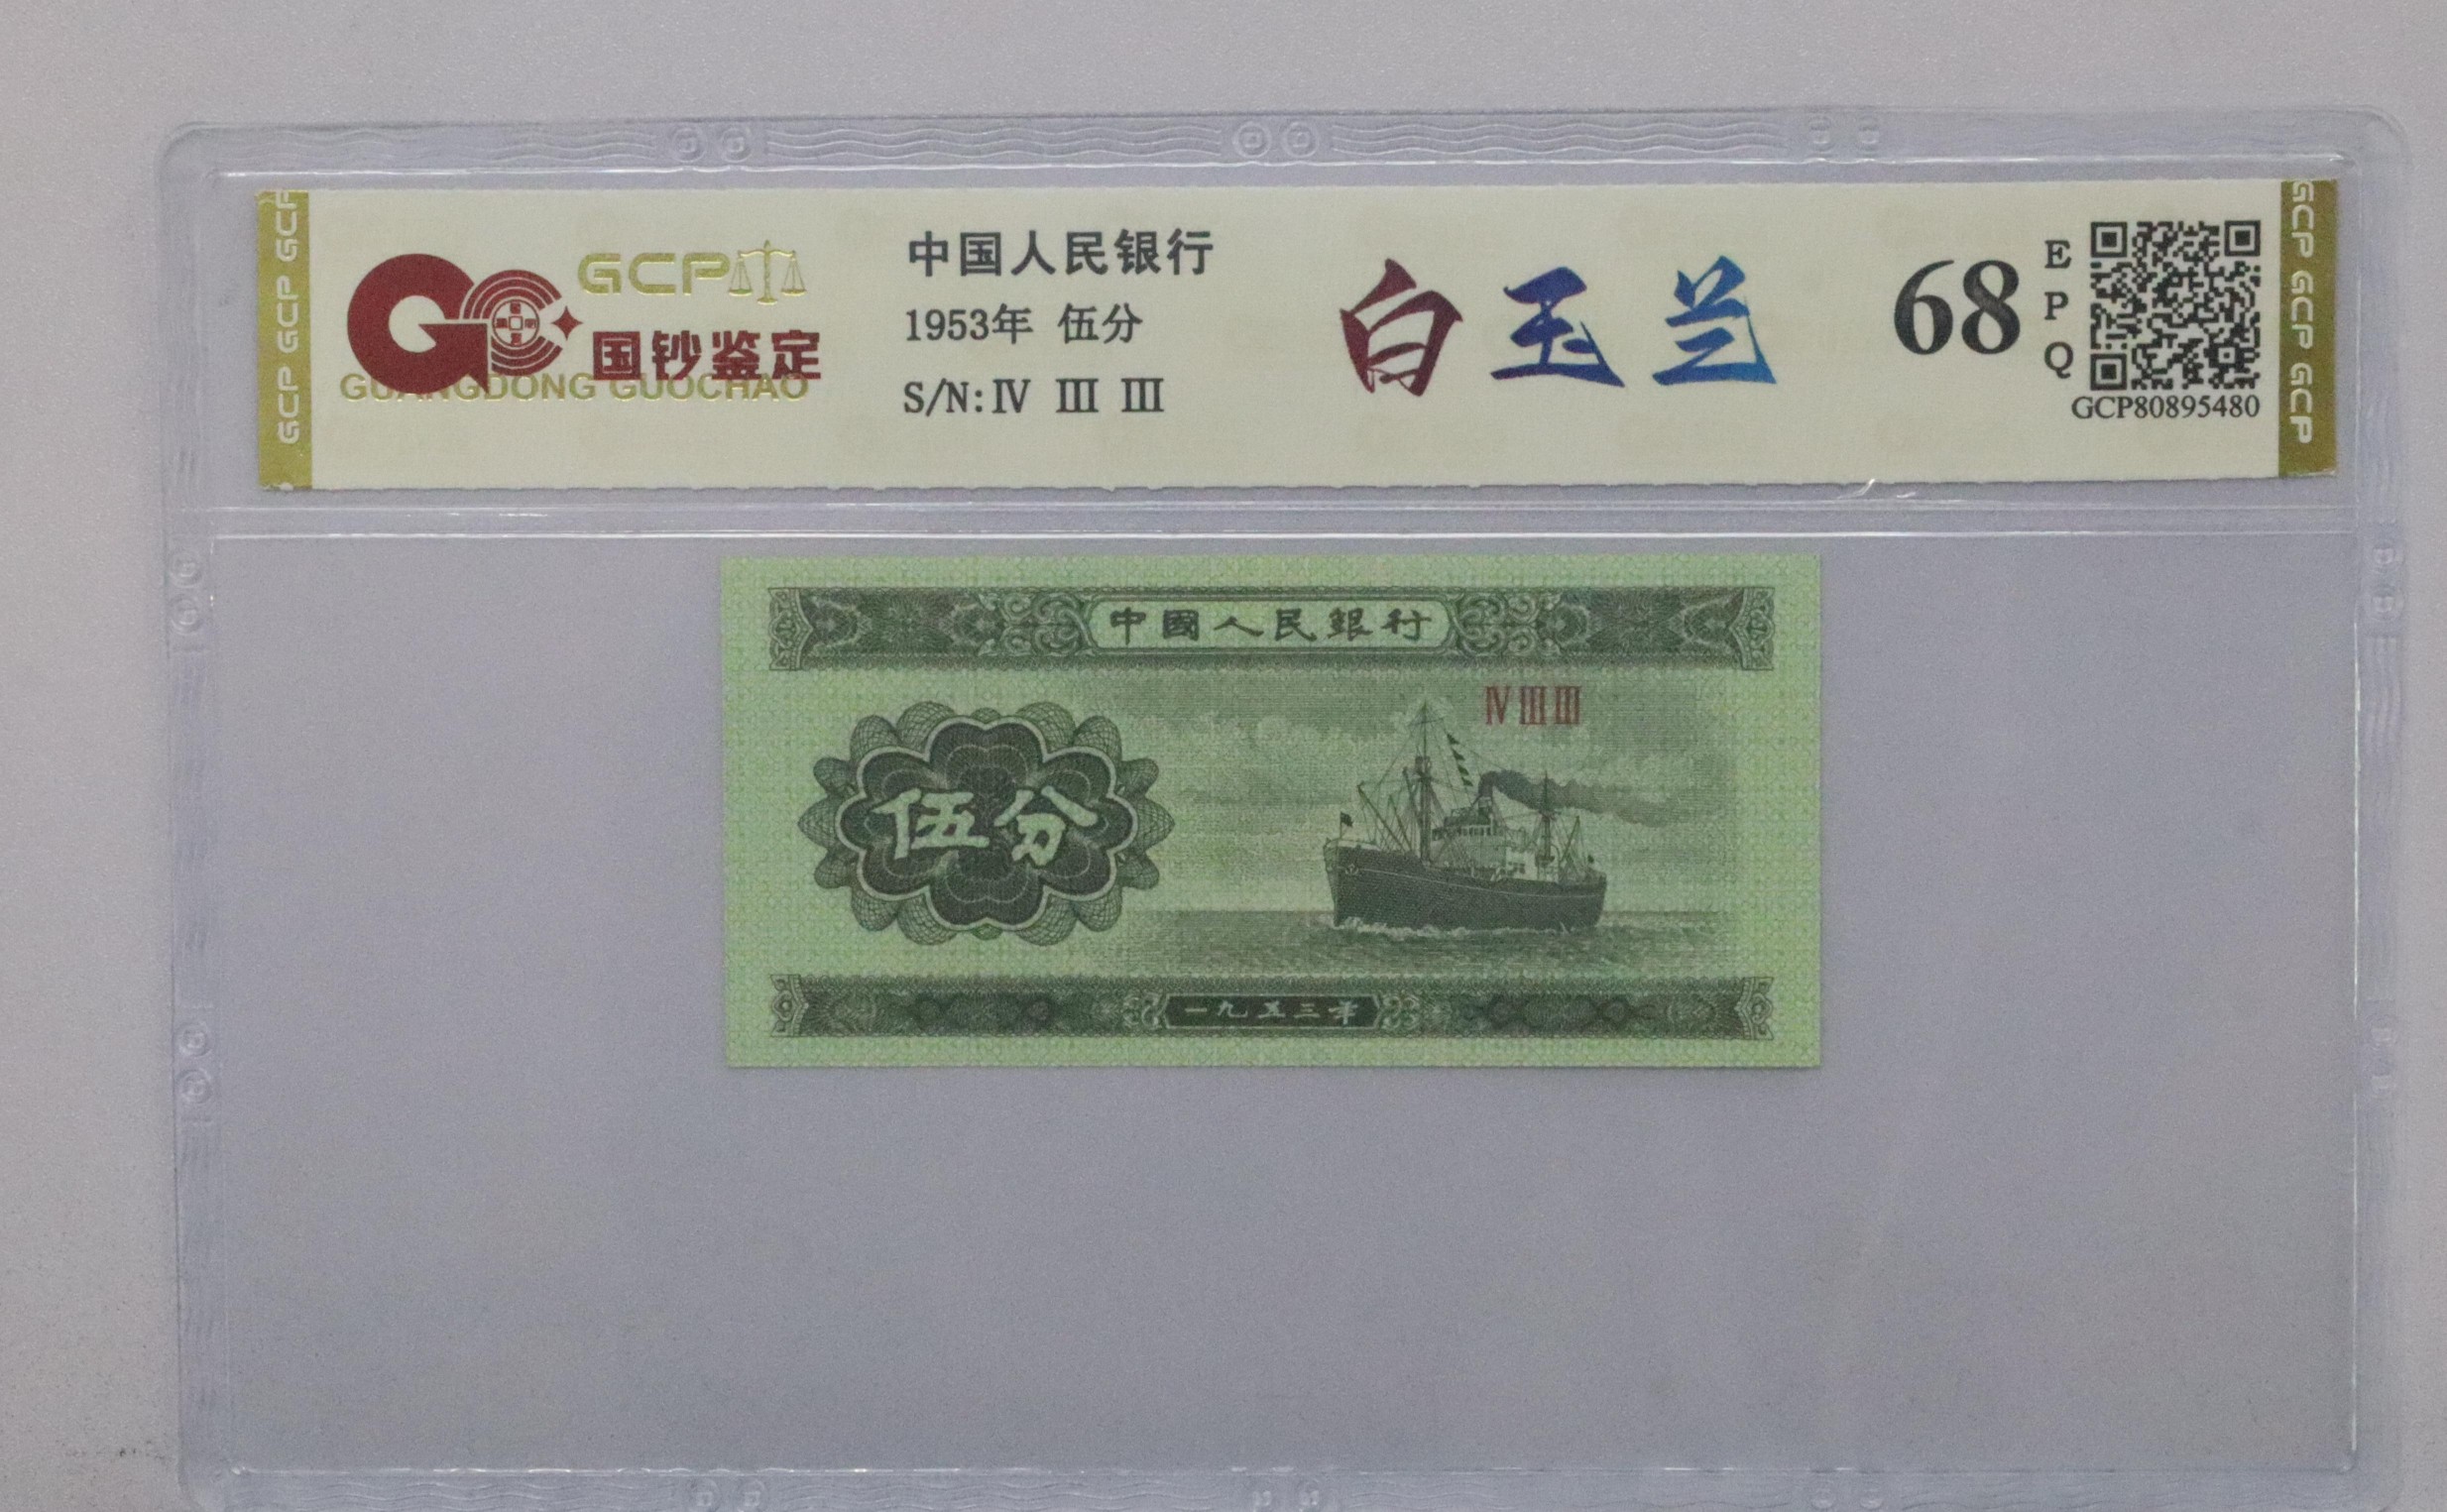 GCP GCP GCP
GCP
国钞鉴定
GUANGDONG GUOCHAO
中国人民银行
1953年 伍分
S/N:Ⅳ Ⅲ Ⅲ
白玉兰
68
E
P
Q
GCP80895480
GCP GCP GCP
中國人民銀行
ⅣⅢⅢ
伍分
一九五三年